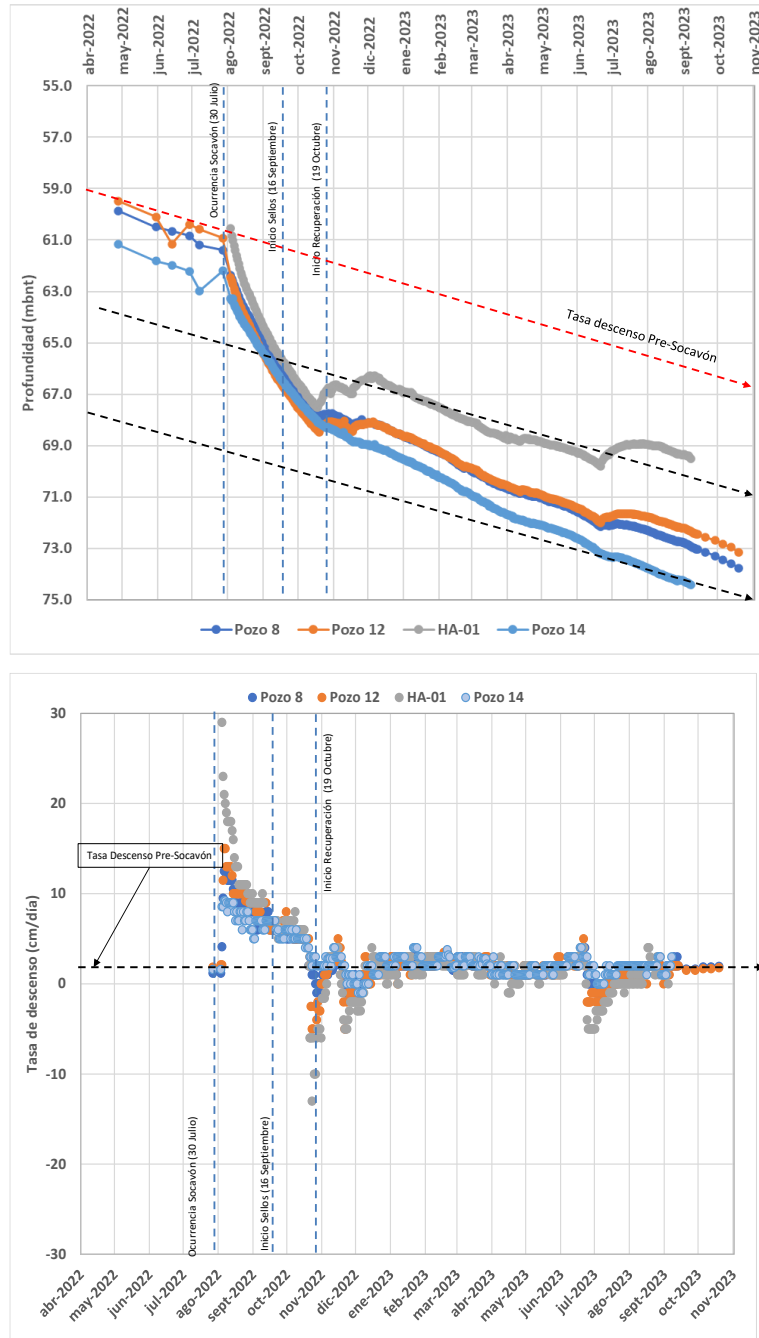 abr-2022
may-2022
jun-2022
jul-2022
ago-2022
sept-2022
oct-2022
nov-2022
dic-2022
ene-2023
feb-2023
mar-2023
abr-2023
may-2023
jun-2023
jul-2023
ago-2023
sept-2023
oct-2023
nov-2023
55.0
57.0
59.0
61.0
63.0
65.0
67.0
69.0
71.0
73.0
75.0
Profundidad (mbnt)
Ocurrencia Socavón (30 Julio)
Inicio Sellos (16 Septiembre)
Inicio Recuperación (19 Octubre)
Tasa descenso Pre-Socavón
Pozo 8 Pozo 12 HA-01 Pozo 14
Pozo 8 Pozo 12 HA-01 Pozo 14
30
20
10
0
-10
-20
-30
Tasa de descenso (cm/día)
Tasa Descenso Pre-Socavón
Ocurrencia Socavón (30 Julio)
Inicio Sellos (16 Septiembre)
Inicio Recuperación (19 Octubre)
abr-2022
may-2022
jun-2022
jul-2022
ago-2022
sept-2022
oct-2022
nov-2022
dic-2022
ene-2023
feb-2023
mar-2023
abr-2023
may-2023
jun-2023
jul-2023
ago-2023
sept-2023
oct-2023
nov-2023